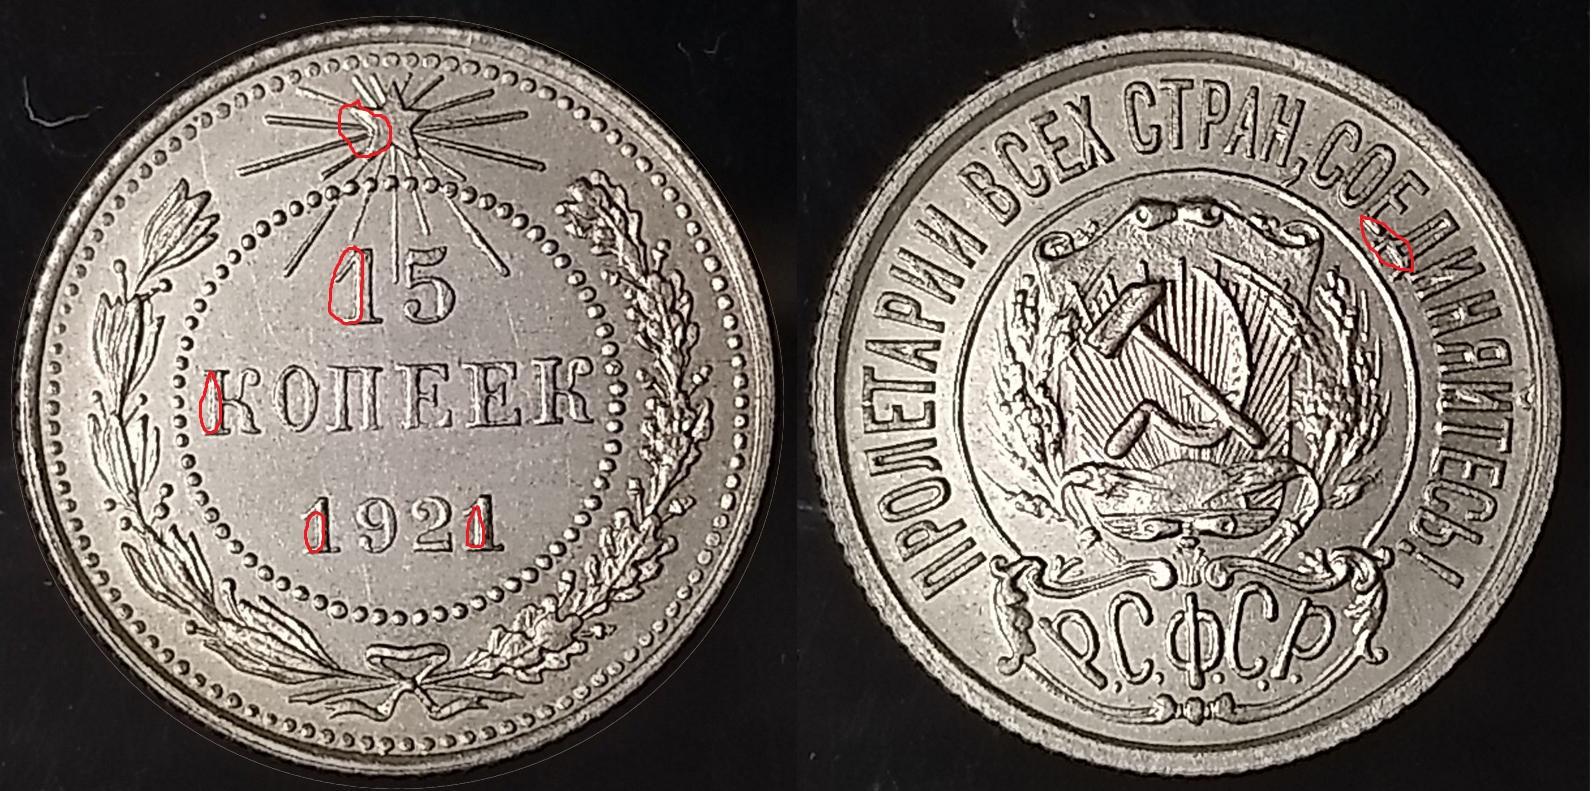 15
КОПЕЕК
1921
ПРОЛЕТАРИИ ВСЕХ СТРАН, СОЕДИНЯЙТЕСЬ!
Р.С.Ф.С.Р.